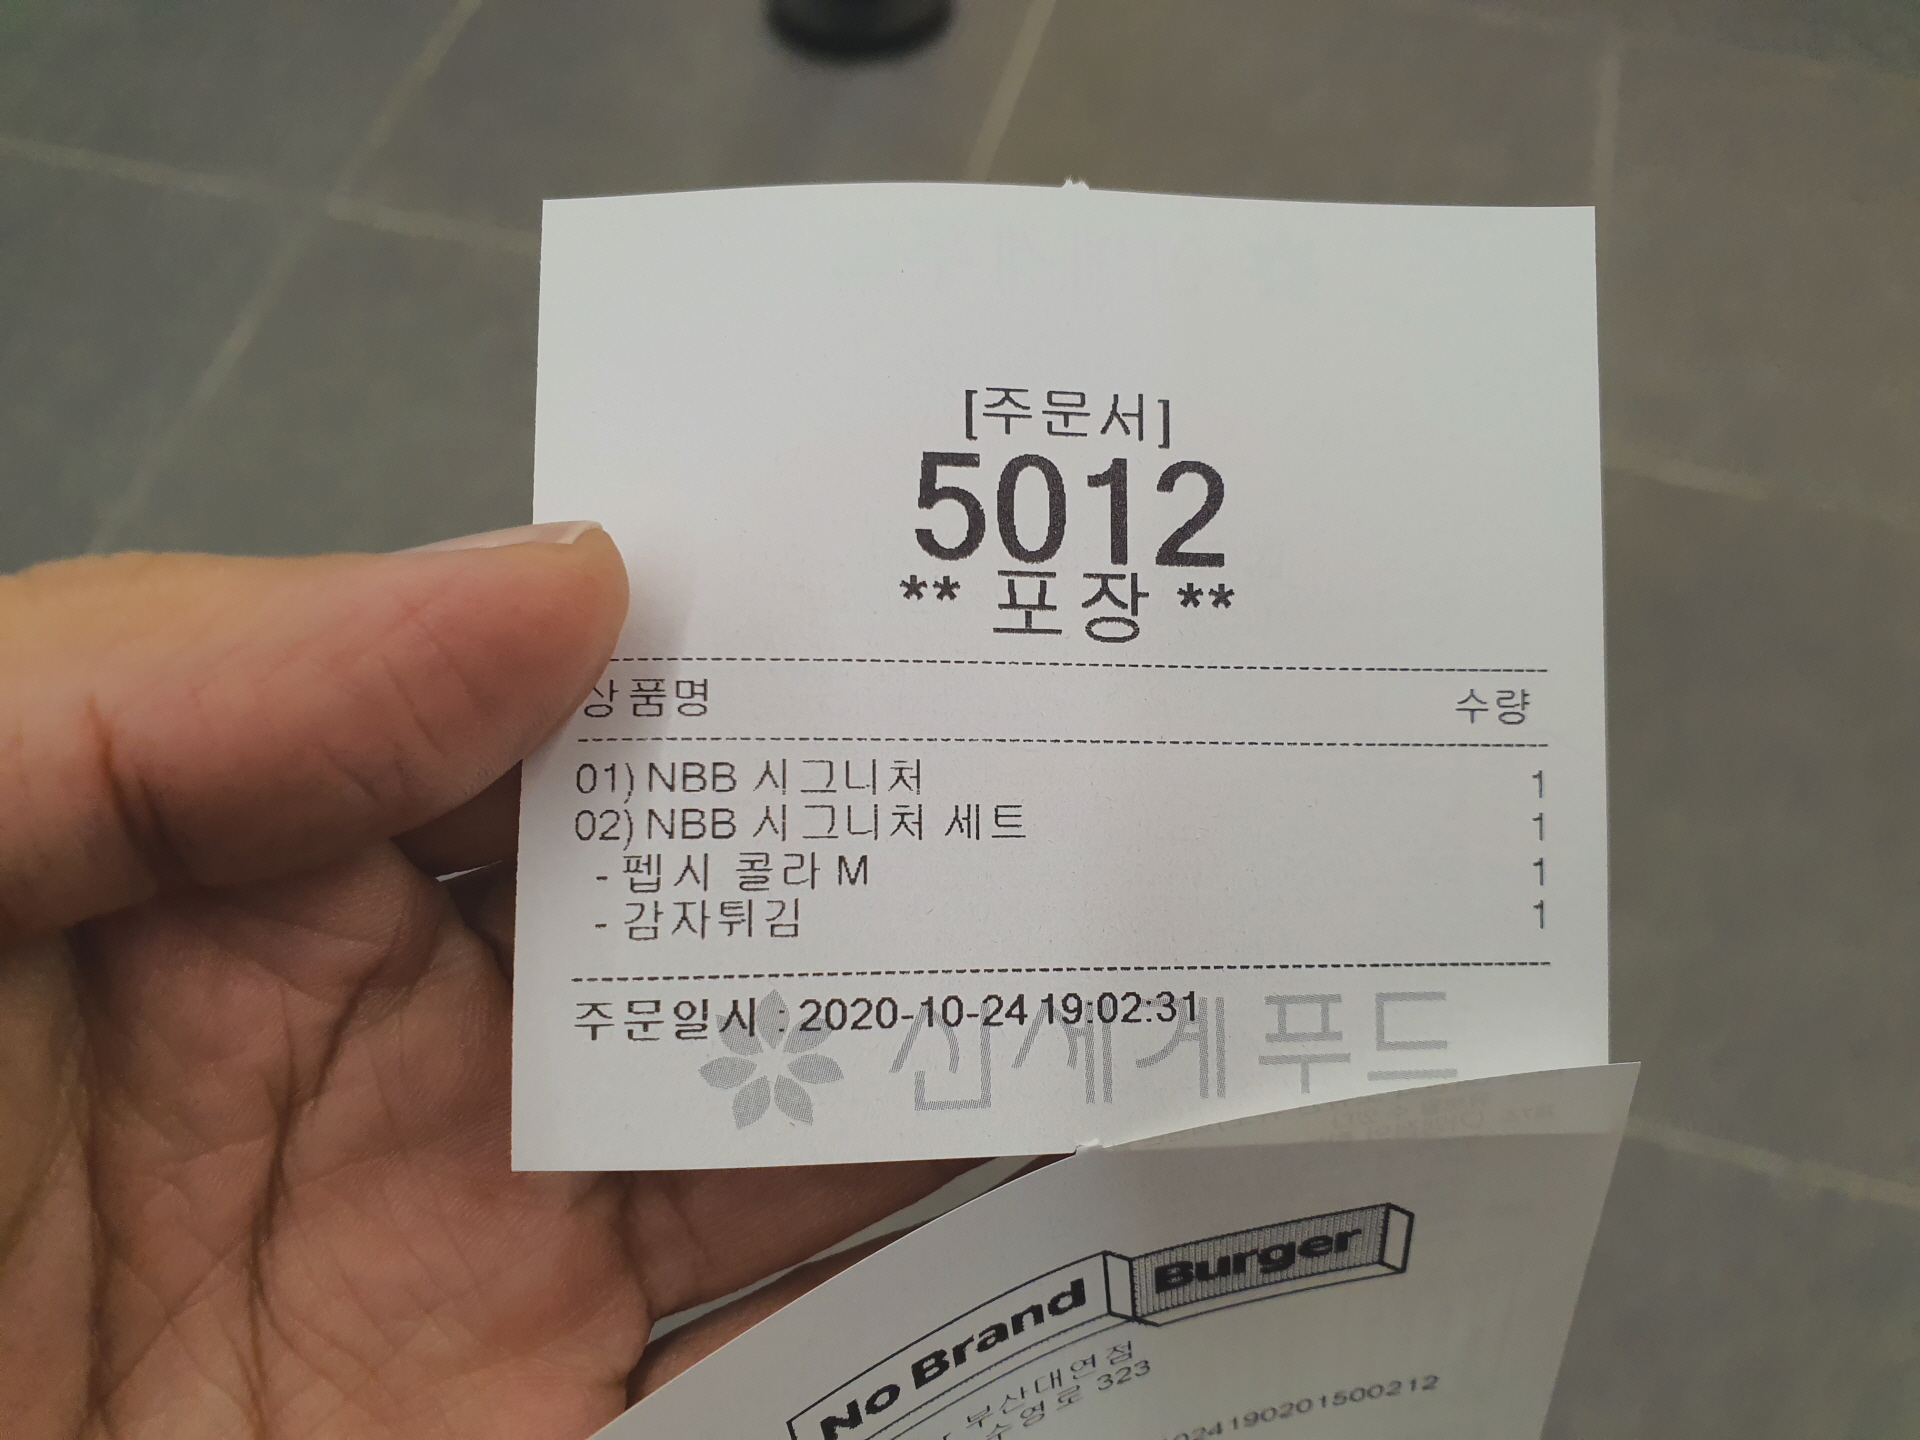 [주문서]
5012
** 포장 **
상품명 수량
01) NBB 시그니처 1
02) NBB 시그니처 세트 1
- 펩시 콜라 M 1
- 감자튀김 1
주문일시 : 2020-10-24 19:02:31
신세계푸드
No Brand Burger
부산대연점
수영로 323
0241902015002​12